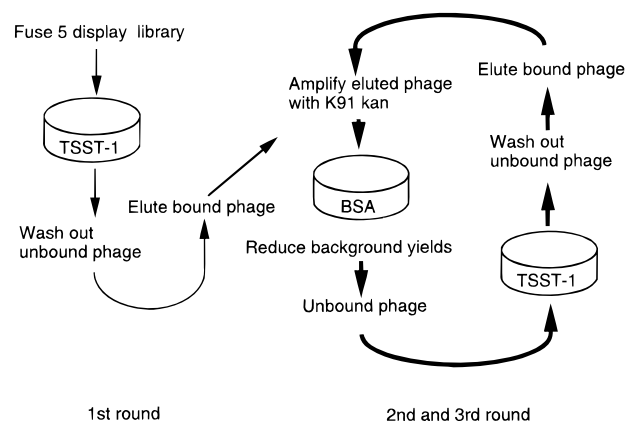 Fuse 5 display library
TSST-1
Wash out
unbound phage
Elute bound phage
1st round
Amplify eluted phage
with K91 kan
BSA
Reduce background yields
Unbound phage
TSST-1
Wash out
unbound phage
Elute bound phage
2nd and 3rd round